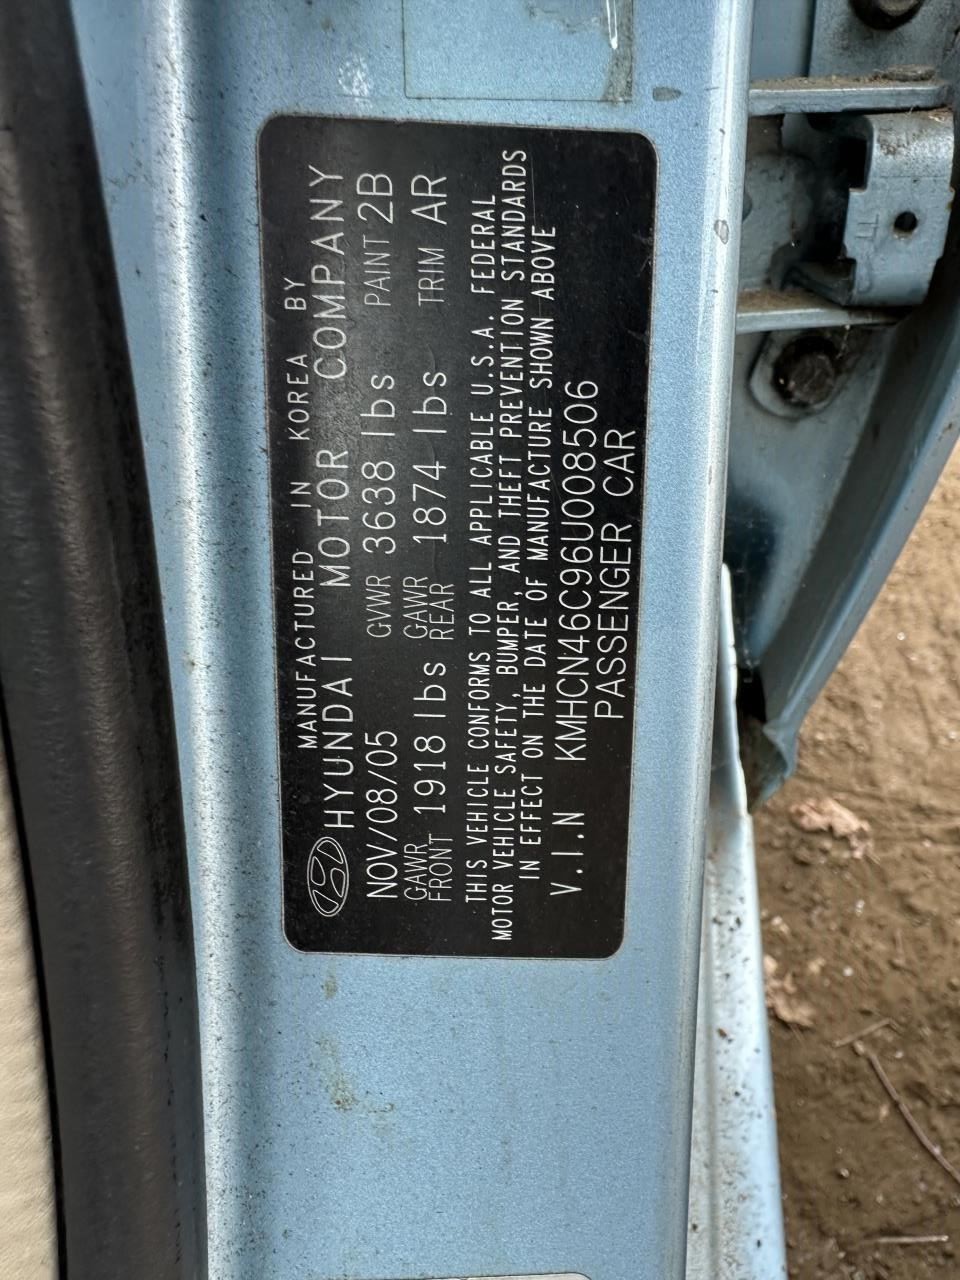 MANUFACTURED IN KOREA BY
HYUNDAI MOTOR COMPANY
NOV/08/05 GVWR 3638 lbs PAINT 2B
GAWR FRONT 1918 lbs GAWR REAR 1874 lbs TRIM AR
THIS VEHICLE CONFORMS TO ALL APPLICABLE U.S.A. FEDERAL
MOTOR VEHICLE SAFETY, BUMPER, AND THEFT PREVENTION STANDARDS
IN EFFECT ON THE DATE OF MANUFACTURE SHOWN ABOVE
V.I.N KMHCN46C96U008506
PASSENGER CAR